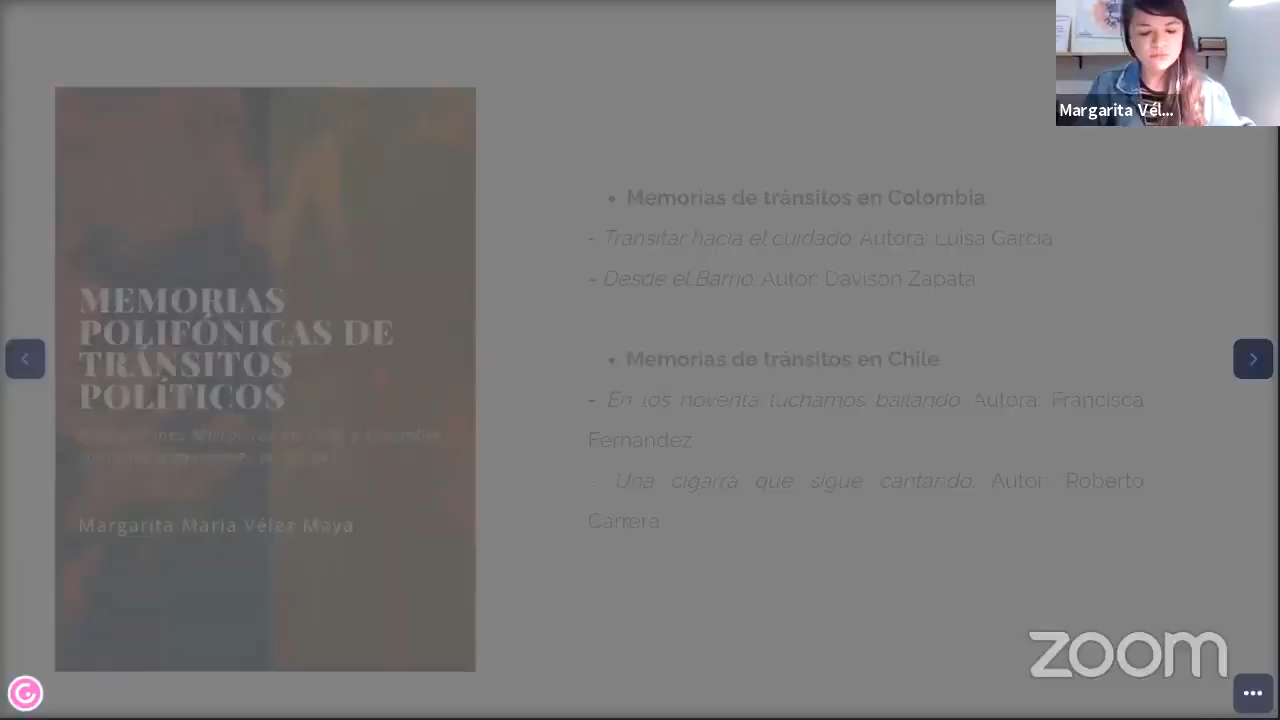 Margarita Vél...
MEMORIAS
POLIFÓNICAS DE
TRÁNSITOS
POLÍTICOS
Margarita María Vélez Maya
• Memorias de tránsitos en Colombia
- Transitar hacia el cuidado. Autora: Luisa García
- Desde el Barrio. Autor: Davison Zapata
• Memorias de tránsitos en Chile
- En los noventa luchamos bailando. Autora: Francisca
Fernandez
- Una cigarra que sigue cantando. Autor: Roberto
Carrera
zoom